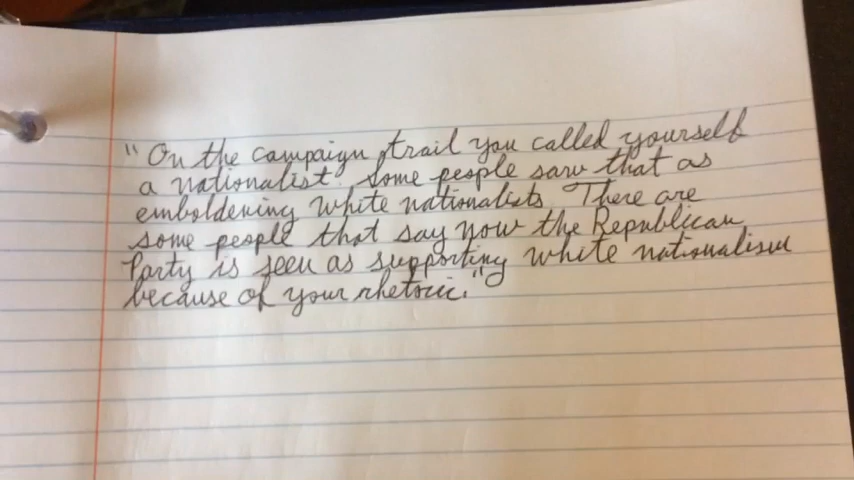 "On the campaign trail you called yourself
a nationalist. Some people saw that as
emboldening white nationalists. There are
some people that say now the Republican
Party is seen as supporting white nationalism
because of your rhetoric."